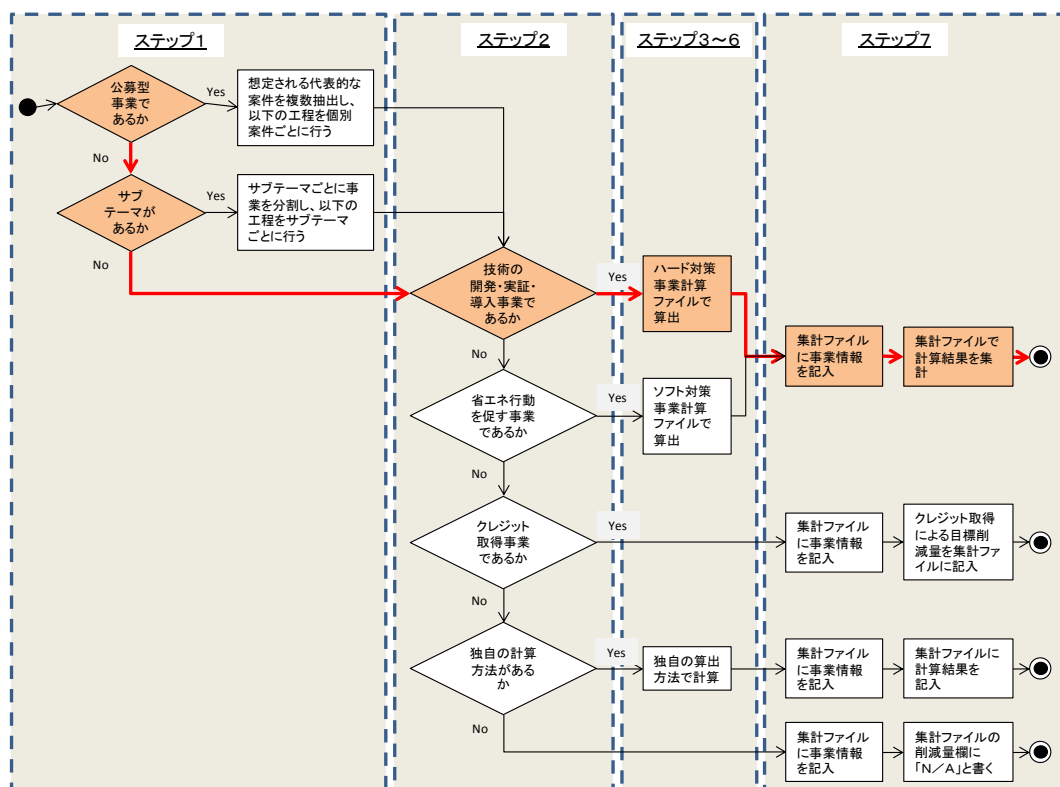 ステップ1
ステップ2
ステップ3～6
ステップ7
公募型
事業で
あるか
Yes
想定される代表的な
案件を複数抽出し、
以下の工程を個別
案件ごとに行う
No
サブ
テーマが
あるか
Yes
サブテーマごとに事
業を分割し、以下の
工程をサブテーマ
ごとに行う
No
技術の
開発・実証・
導入事業で
あるか
Yes
ハード対策
事業計算
ファイルで
算出
集計ファイル
に事業情報
を記入
集計ファイルで
計算結果を集
計
No
省エネ行動
を促す事業
であるか
Yes
ソフト対策
事業計算
ファイルで
算出
No
クレジット
取得事業
であるか
Yes
集計ファイル
に事業情報
を記入
クレジット取得
による目標削
減量を集計ファ
イルに記入
No
独自の計算
方法がある
か
Yes
独自の算出
方法で計算
集計ファイル
に事業情報
を記入
集計ファイルに
計算結果を
記入
No
集計ファイル
に事業情報
を記入
集計ファイルの
削減量欄に
「N／A」と書く